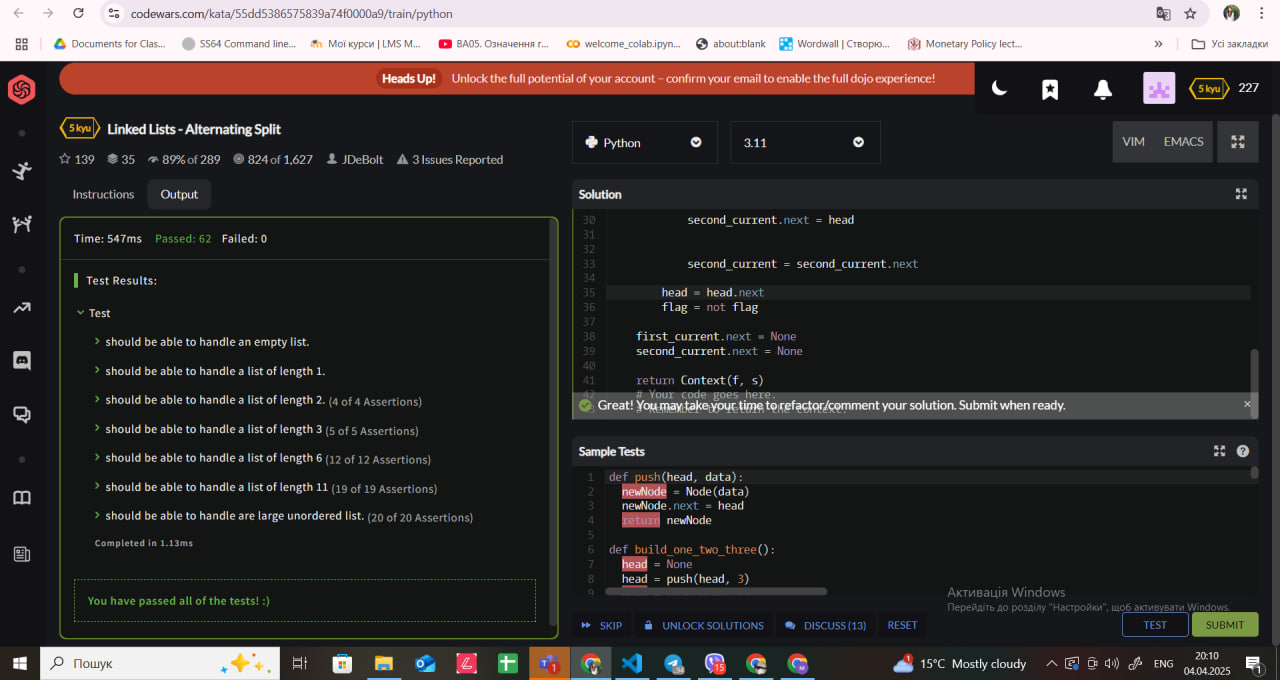 codewars.com/kata/55dd5386575839a74f0000a9/train/python
Documents for Clas...
SS64 Command line...
Мої курси | LMS M...
BA05. Означення г...
welcome_colab.ipyn...
about:blank
Wordwall | Створю...
Monetary Policy lect...
»
Усі закладки
Heads Up! Unlock the full potential of your account – confirm your email to enable the full dojo experience!
5 kyu 227
5 kyu Linked Lists - Alternating Split
139 35 89% of 289 824 of 1,627 JDeBolt 3 Issues Reported
Instructions Output
Time: 547ms Passed: 62 Failed: 0
Test Results:
Test
should be able to handle an empty list.
should be able to handle a list of length 1.
should be able to handle a list of length 2. (4 of 4 Assertions)
should be able to handle a list of length 3 (5 of 5 Assertions)
should be able to handle a list of length 6 (12 of 12 Assertions)
should be able to handle a list of length 11 (19 of 19 Assertions)
should be able to handle are large unordered list. (20 of 20 Assertions)
Completed in 1.13ms
You have passed all of the tests! :)
Python 3.11 VIM EMACS
Solution
30 second_current.next = head
31
32
33 second_current = second_current.next
34
35 head = head.next
36 flag = not flag
37
38 first_current.next = None
39 second_current.next = None
40
41 return Context(f, s)
42 # Your code goes here.
# Remember to return the Context.
Great! You may take your time to refactor/comment your solution. Submit when ready. ×
Sample Tests
1 def push(head, data):
2 newNode = Node(data)
3 newNode.next = head
4 return newNode
5
6 def build_one_two_three():
7 head = None
8 head = push(head, 3)
9
Активація Windows
Перейдіть до розділу "Настройки", щоб активувати Windows.
SKIP UNLOCK SOLUTIONS DISCUSS (13) RESET TEST SUBMIT
Пошук
1
15
1
15°C Mostly cloudy
ENG
20:10
04.04.2025
1